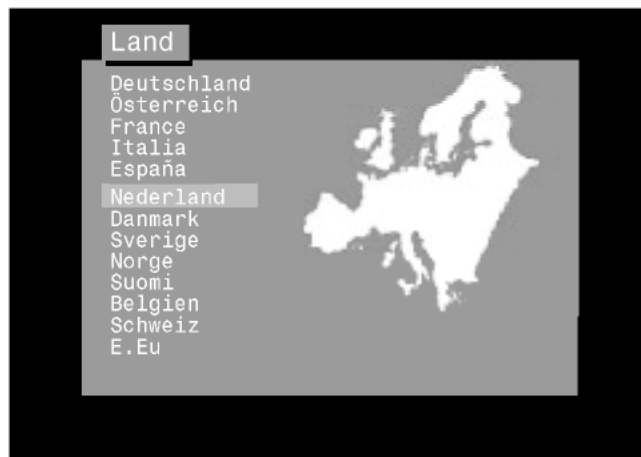 Land
Deutschland
Österreich
France
Italia
España
Nederland
Danmark
Sverige
Norge
Suomi
Belgien
Schweiz
E.Eu